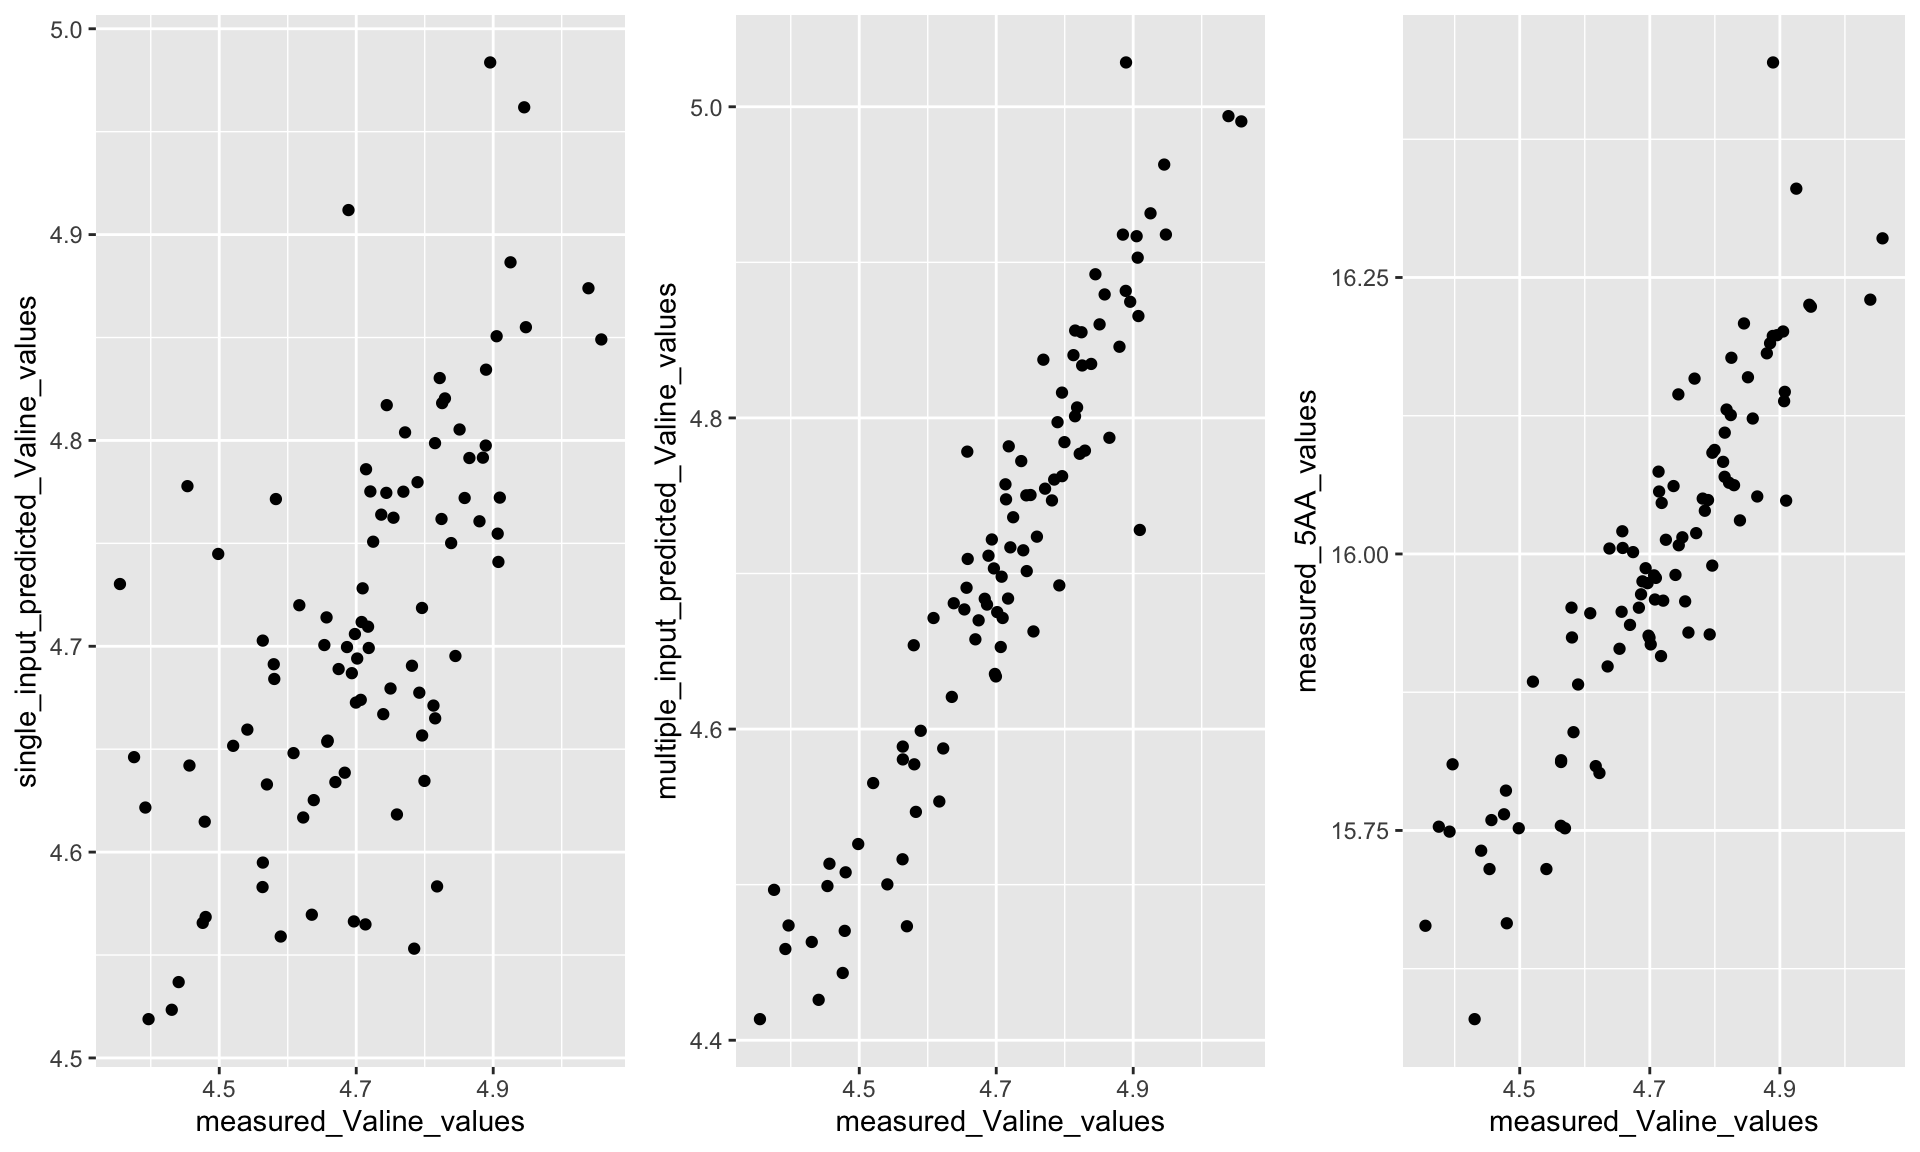 single_input_predicted_Valine_values
5.0
4.9
4.8
4.7
4.6
4.5
4.5 4.7 4.9
measured_Valine_values
multiple_input_predicted_Valine_values
5.0
4.8
4.6
4.4
4.5 4.7 4.9
measured_Valine_values
measured_5AA_values
16.25
16.00
15.75
4.5 4.7 4.9
measured_Valine_values